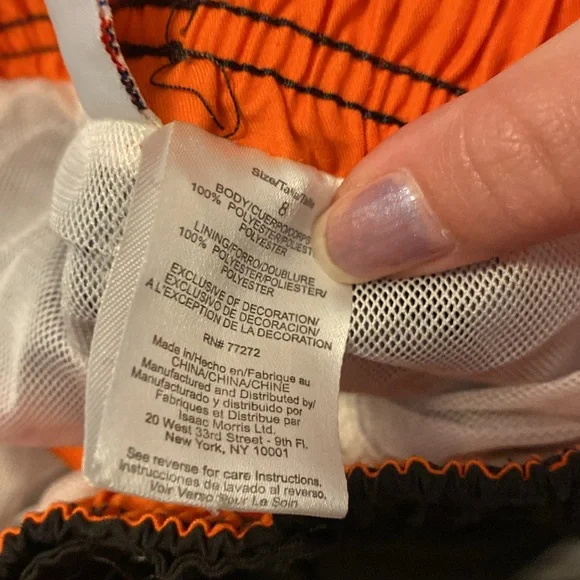 Size/Talla/Taille
8
BODY/CUERPO/CORPS
100% POLYESTER/POLIEST
POLYESTER
LINING/FORRO/DOUBLURE
100% POLYESTER/POLIESTER/
POLYESTER
EXCLUSIVE OF DECORATION/
EXCLUSIVO DE DECORACION/
A L'EXCEPTION DE LA DECORATION
RN# 77272
Made in/Hecho en/Fabrique au
CHINA/CHINA/CHINE
Manufactured and Distributed by/
Manufacturado y distribuido por
Fabriques et Distribue par
Isaac Morris Ltd.
20 West 33rd Street - 9th Fl.
New York, NY 10001
See reverse for care Instructions.
instrucciones de lavado al reverso.
Voir Verso Pour Le Soin